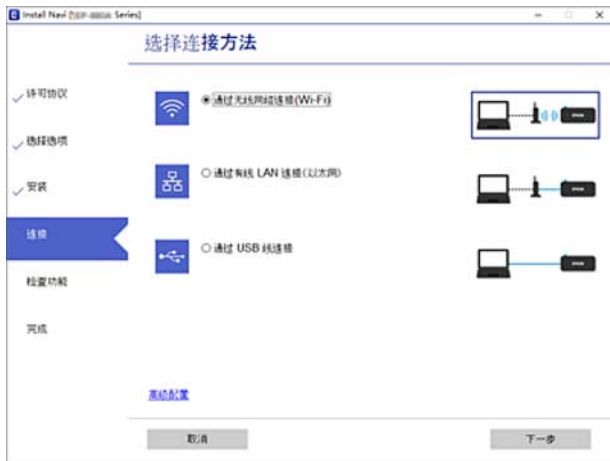 Install Navi
Series]
选择连接方法
许可协议
选择选项
安装
连接
检查功能
完成
通过无线网络连接(Wi-Fi)
通过有线 LAN 连接(以太网)
通过 USB 线连接
高级配置
取消
下一步